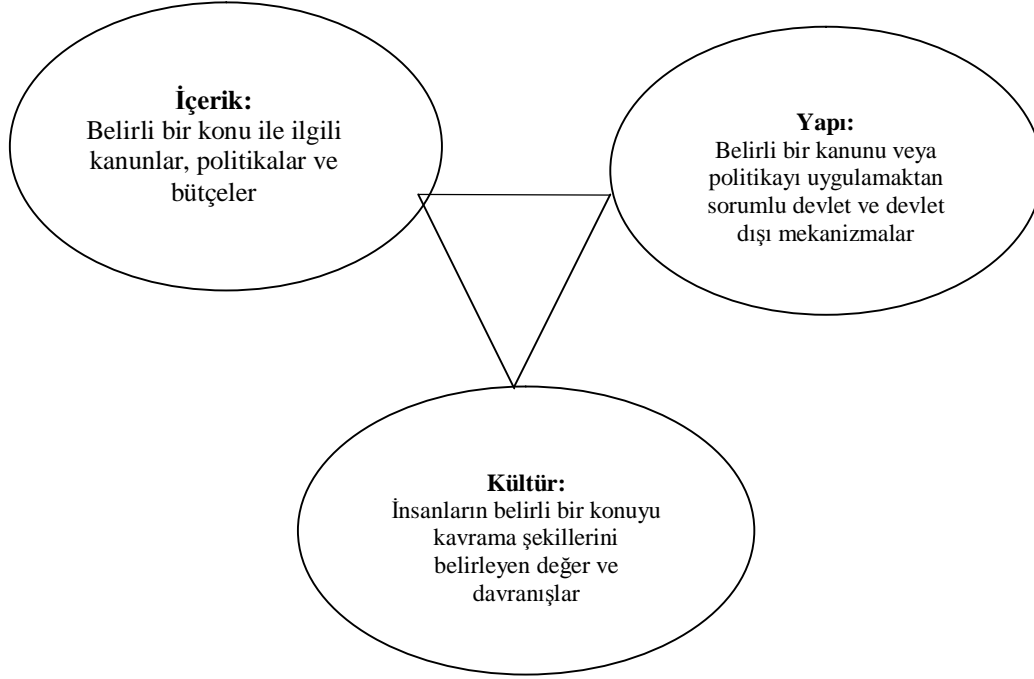 İçerik:
Belirli bir konu ile ilgili
kanunlar, politikalar ve
bütçeler
Yapı:
Belirli bir kanunu veya
politikayı uygulamaktan
sorumlu devlet ve devlet
dışı mekanizmalar
Kültür:
İnsanların belirli bir konuyu
kavrama şekillerini
belirleyen değer ve
davranışlar